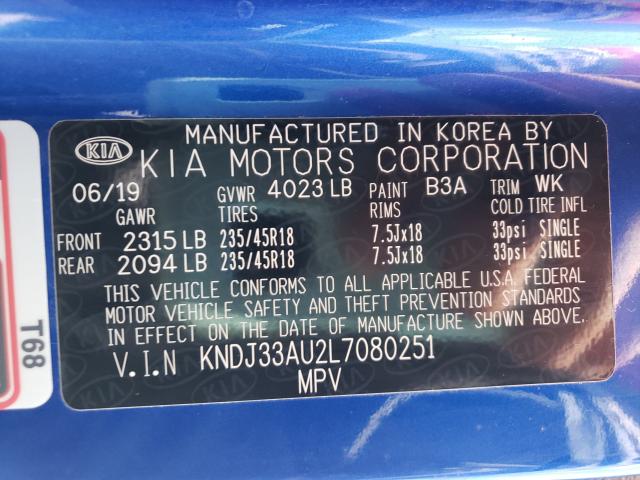 MANUFACTURED IN KOREA BY
KIA KIA MOTORS CORPORATION
06/19 GVWR 4023 LB PAINT B3A TRIM WK
GAWR TIRES RIMS COLD TIRE INFL
FRONT 2315 LB 235/45R18 7.5Jx18 33psi SINGLE
REAR 2094 LB 235/45R18 7.5Jx18 33psi SINGLE
THIS VEHICLE CONFORMS TO ALL APPLICABLE U.S.A. FEDERAL
MOTOR VEHICLE SAFETY AND THEFT PREVENTION STANDARDS
IN EFFECT ON THE DATE OF MANUFACTURE SHOWN ABOVE.
V.I.N KNDJ33AU2L7080251
MPV
T68